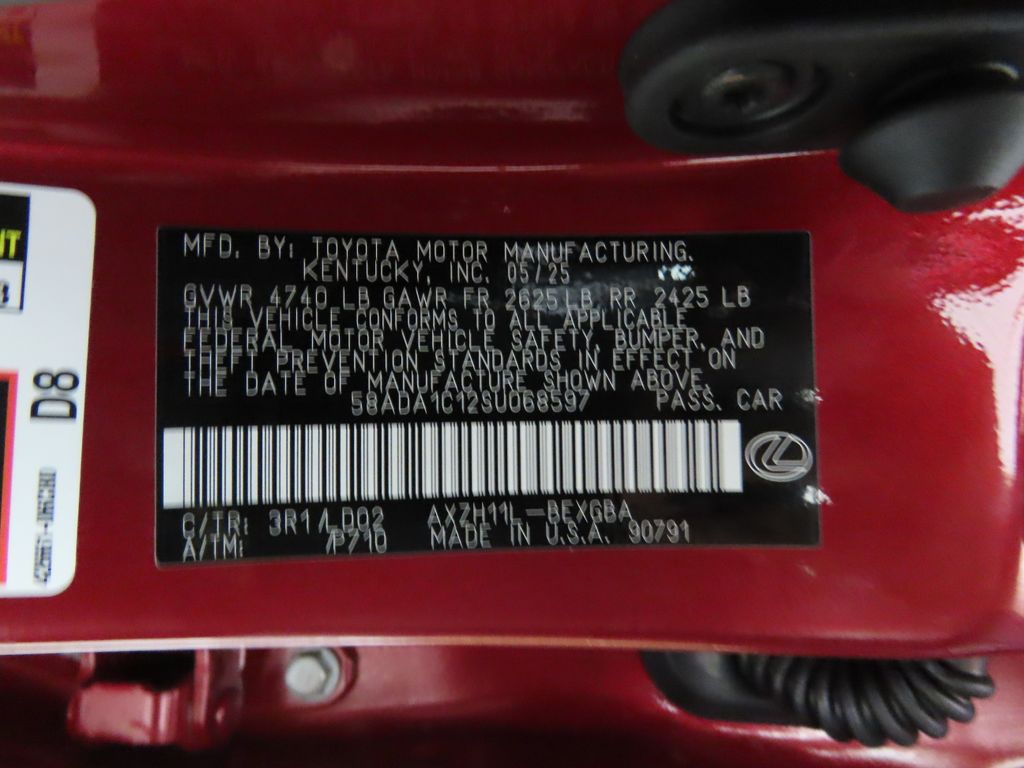 MFD. BY: TOYOTA MOTOR MANUFACTURING.
KENTUCKY, INC. 05/25
GVWR 4740 LB GAWR FR 2625 LB RR 2425 LB
THIS VEHICLE CONFORMS TO ALL APPLICABLE
FEDERAL MOTOR VEHICLE SAFETY, BUMPER, AND
THEFT PREVENTION STANDARDS IN EFFECT ON
THE DATE OF MANUFACTURE SHOWN ABOVE.
58ADA1C12SU068597 PASS. CAR
C/TR: 3R1/LD02 AXZH11L-BEXGBA
A/TM: /P710 MADE IN U.S.A. 90791
D8